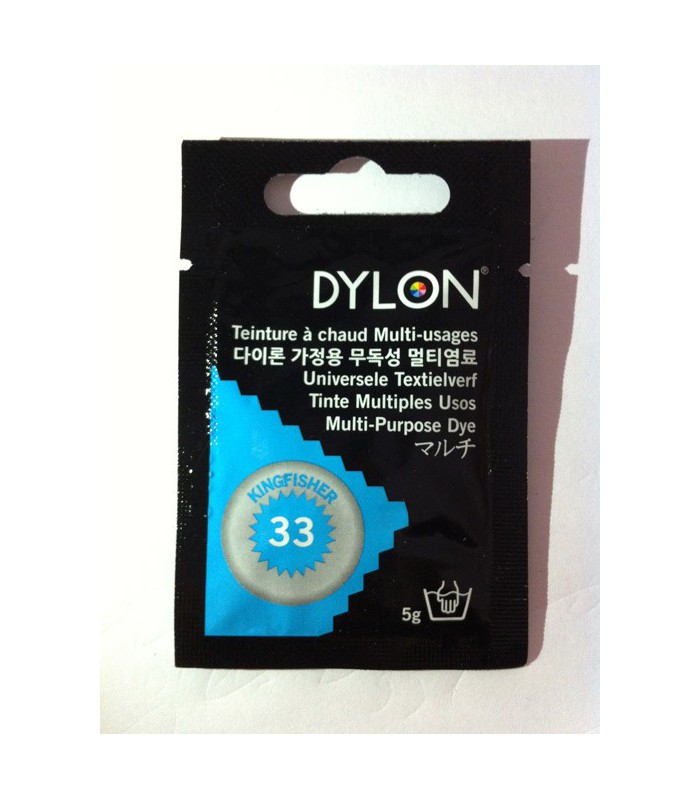 DYLON®
Teinture à chaud Multi-usages
다이론 가정용 무독성 멀티염료
Universele Textielverf
Tinte Multiples Usos
Multi-Purpose Dye
マルチ
KINGFISHER
33
5g